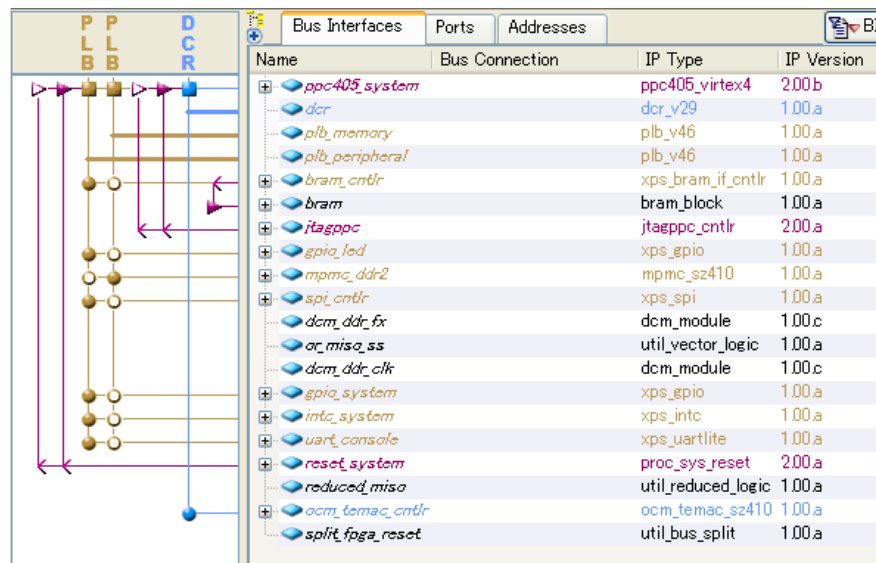 PLB PLB DCR
Bus Interfaces Ports Addresses
Name Bus Connection IP Type IP Version
ppc405_system ppc405_virtex4 2.00.b
dcr dcr_v29 1.00.a
plb_memory plb_v46 1.00.a
plb_peripheral plb_v46 1.00.a
bram_cntlr xps_bram_if_cntlr 1.00.a
bram bram_block 1.00.a
jtagppc jtagppc_cntlr 2.00.a
gpio_led xps_gpio 1.00.a
mpmc_ddr2 mpmc_sz410 1.00.a
spi_cntlr xps_spi 1.00.a
dcm_ddr_fx dcm_module 1.00.c
or_miso_ss util_vector_logic 1.00.a
dcm_ddr_clk dcm_module 1.00.c
gpio_system xps_gpio 1.00.a
intc_system xps_intc 1.00.a
uart_console xps_uartlite 1.00.a
reset_system proc_sys_reset 2.00.a
reduced_miso util_reduced_logic 1.00.a
ocm_temac_cntlr ocm_temac_sz410 1.00.a
split_fpga_reset util_bus_split 1.00.a